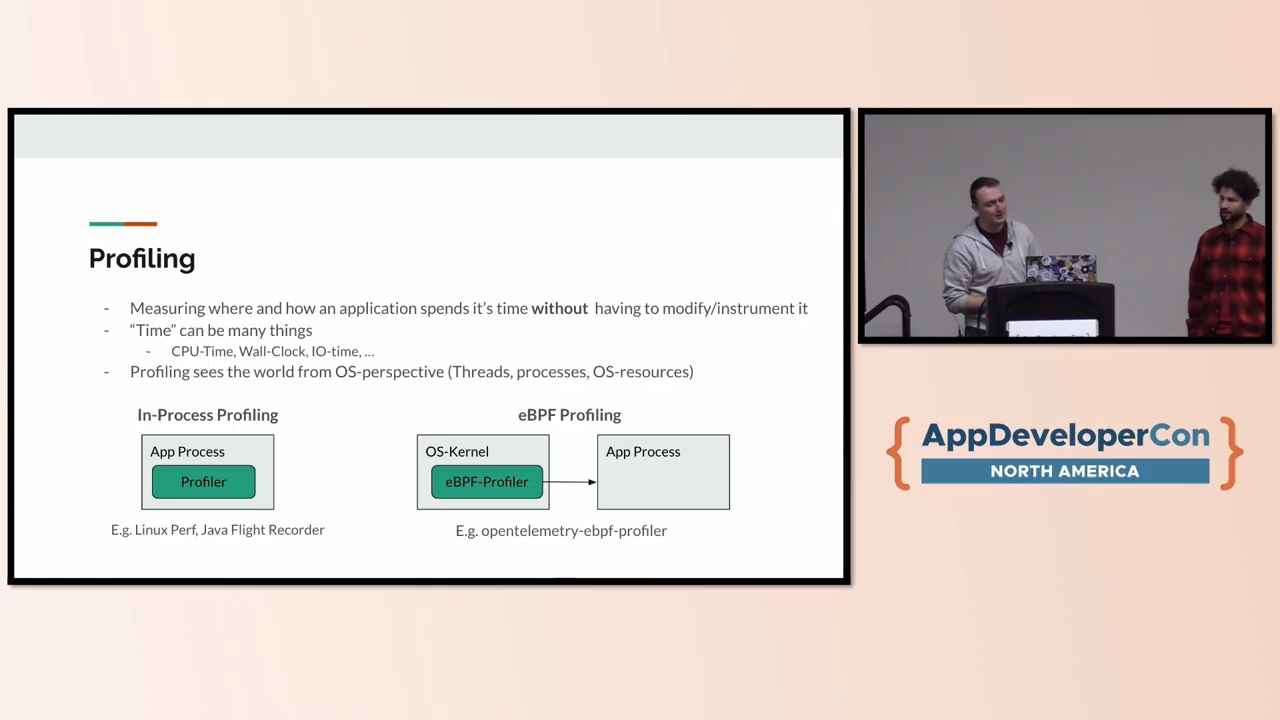 Profiling
- Measuring where and how an application spends it's time without having to modify/instrument it
- “Time” can be many things
- CPU-Time, Wall-Clock, IO-time, ...
- Profiling sees the world from OS-perspective (Threads, processes, OS-resources)
In-Process Profiling
App Process
Profiler
E.g. Linux Perf, Java Flight Recorder
eBPF Profiling
OS-Kernel
eBPF-Profiler
App Process
E.g. opentelemetry-ebpf-profiler
{ AppDeveloperCon }
NORTH AMERICA